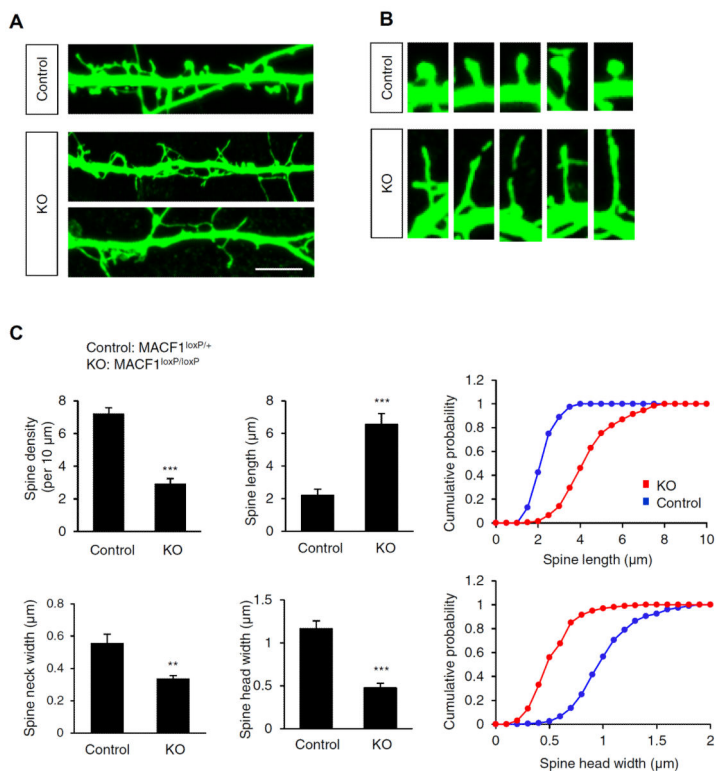 A
B
Control
KO
Control
KO
C
Control: MACF1loxP/+
KO: MACF1loxP/loxP
Spine density
(per 10 μm)
8
6
4
2
0
***
Control KO
Spine length (μm)
8
6
4
2
0
***
Control KO
Cumulative probability
1.2
1
0.8
0.6
0.4
0.2
0
KO
Control
0 2 4 6 8 10
Spine length (μm)
Spine neck width (μm)
0.6
0.4
0.2
0
**
Control KO
Spine head width (μm)
1.5
1
0.5
0
***
Control KO
Cumulative probability
1.2
1
0.8
0.6
0.4
0.2
0
0 0.5 1 1.5 2
Spine head width (μm)